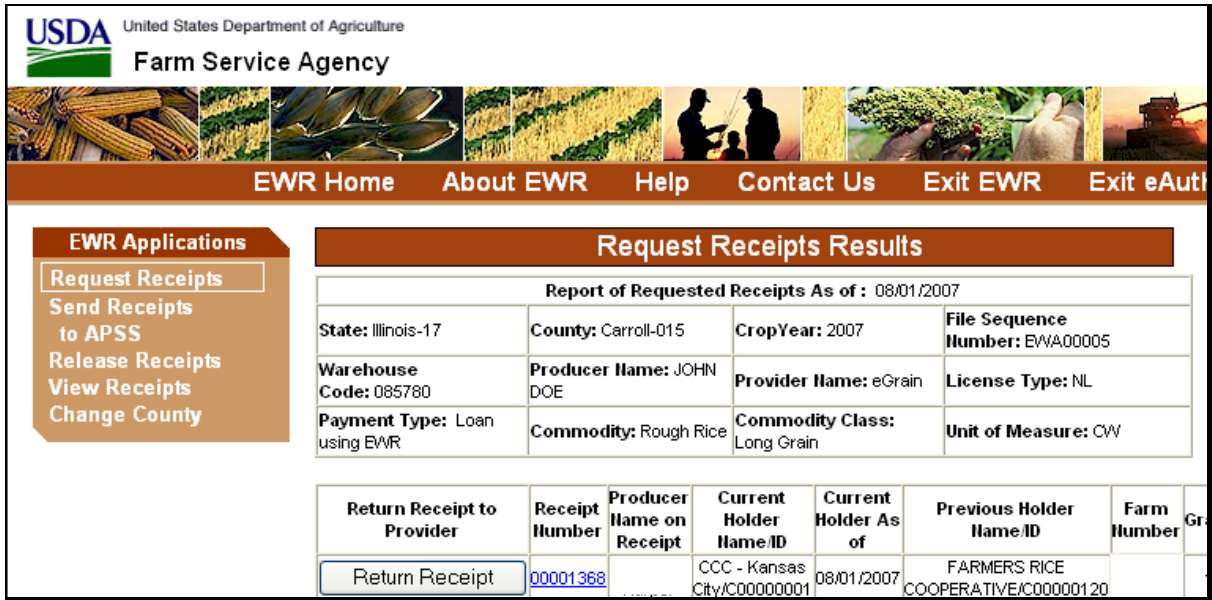 USDA United States Department of Agriculture
Farm Service Agency
EWR Home About EWR Help Contact Us Exit EWR Exit eAuth
EWR Applications
Request Receipts
Send Receipts
to APSS
Release Receipts
View Receipts
Change County
Request Receipts Results
Report of Requested Receipts As of : 08/01/2007
State: Illinois-17 County: Carroll-015 CropYear: 2007 File Sequence
Number: EWA00005
Warehouse
Code: 085780 Producer Name: JOHN
DOE Provider Name: eGrain License Type: NL
Payment Type: Loan
using EWR Commodity: Rough Rice Commodity Class:
Long Grain Unit of Measure: CW
Return Receipt to
Provider
Receipt
Number
Producer
Name on
Receipt
Current
Holder
Name/ID
Current
Holder As
of
Previous Holder
Name/ID
Farm
Number
Gra
Return Receipt
00001368
CCC - Kansas
City/C00000001
08/01/2007
FARMERS RICE
COOPERATIVE/C00000120